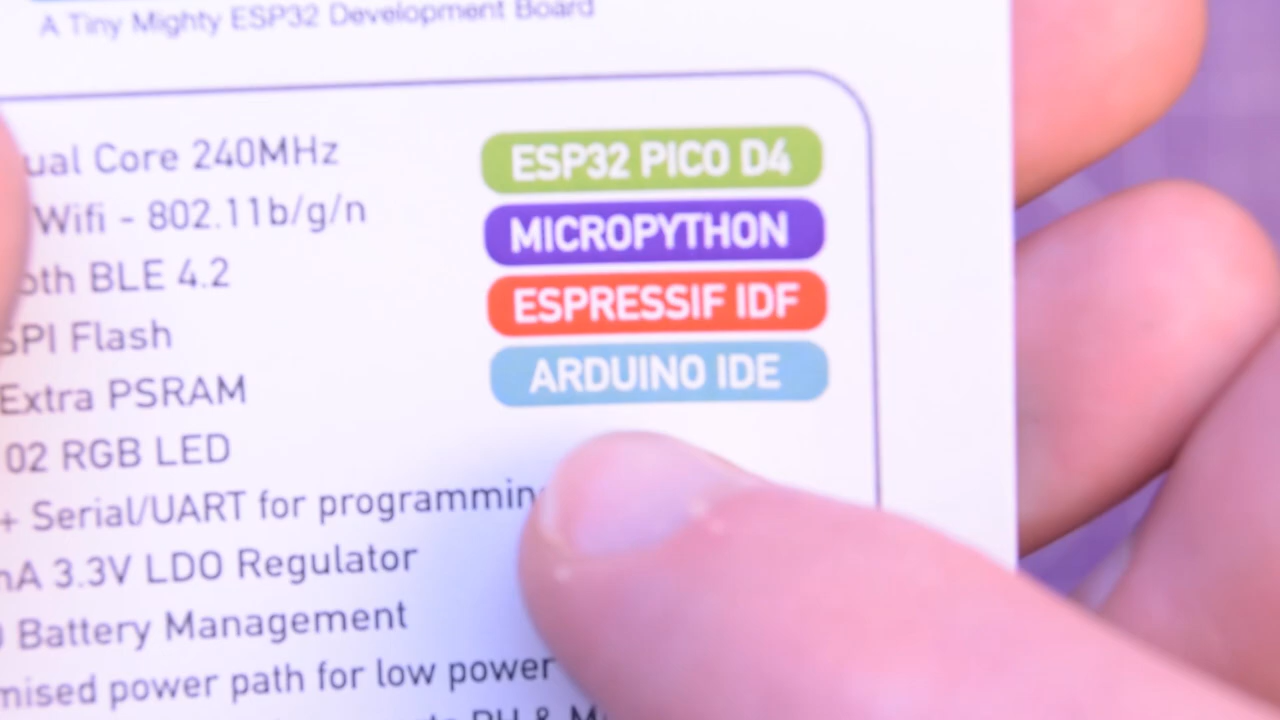 A Tiny Mighty ESP32 Development Board
ual Core 240MHz
Wifi - 802.11b/g/n
oth BLE 4.2
SPI Flash
Extra PSRAM
02 RGB LED
+ Serial/UART for programmin
mA 3.3V LDO Regulator
Battery Management
mised power path for low power
ESP32 PICO D4
MICROPYTHON
ESPRESSIF IDF
ARDUINO IDE